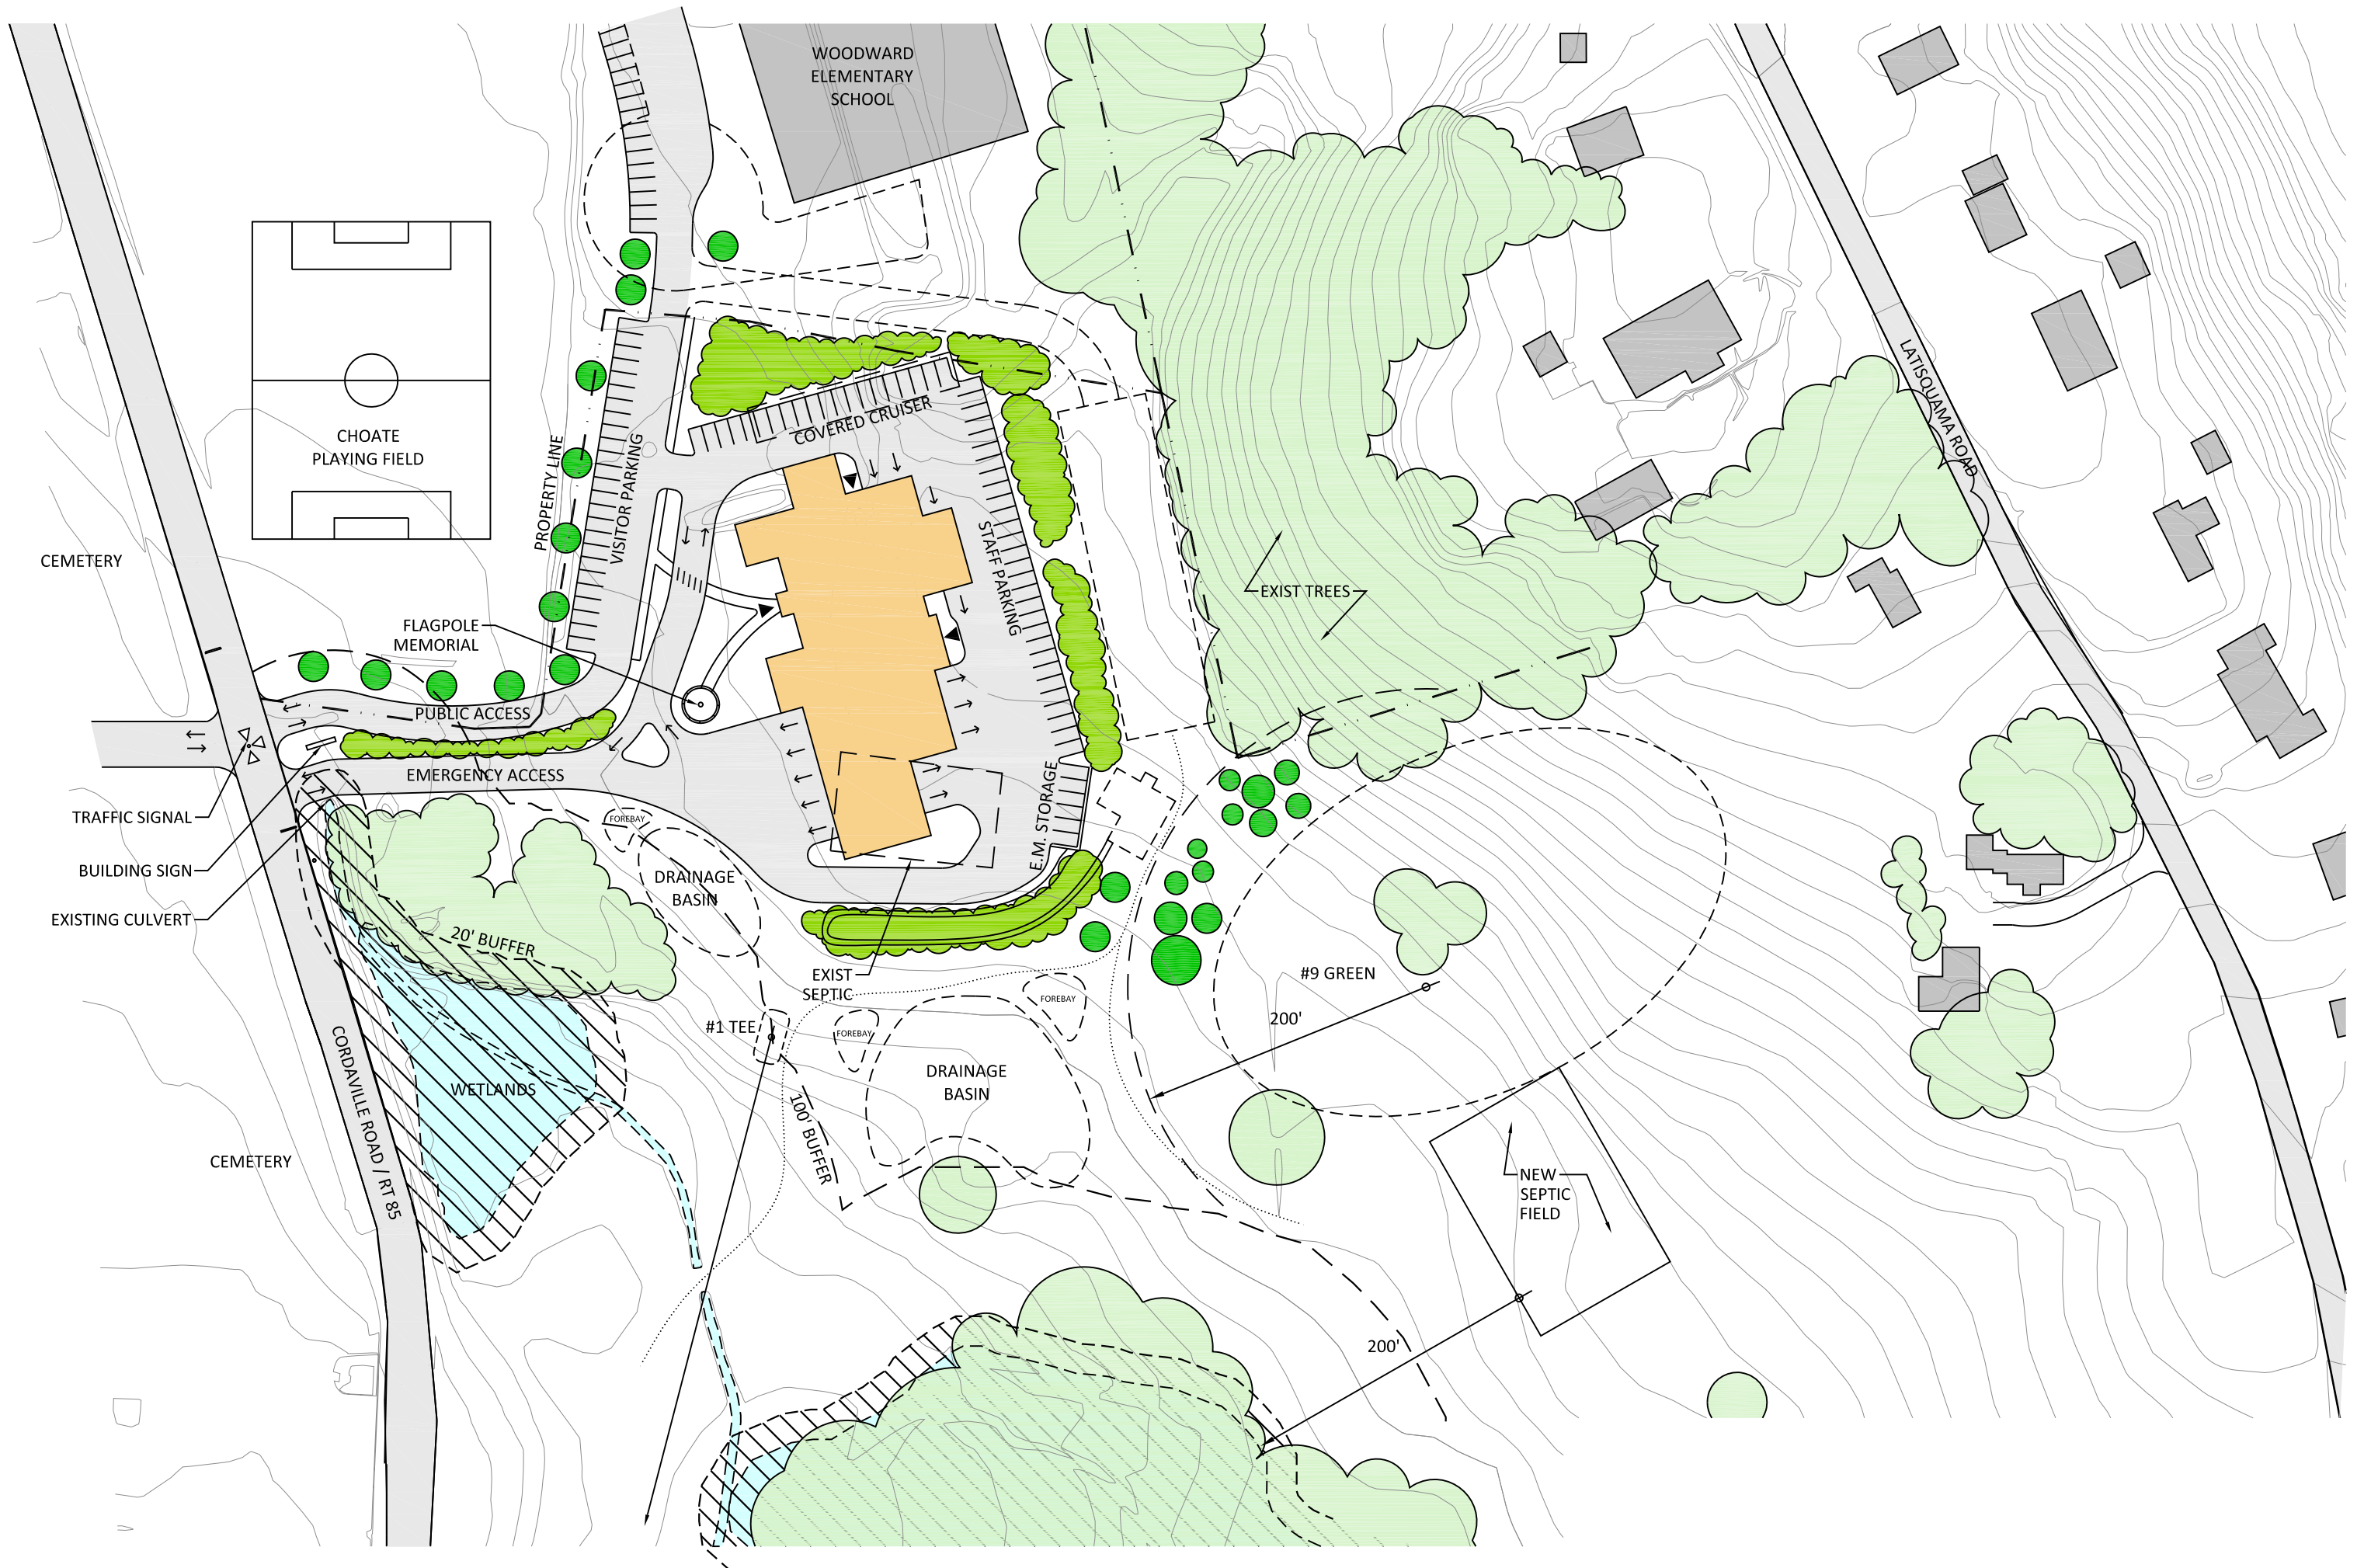 WOODWARD
ELEMENTARY
SCHOOL
CHOATE
PLAYING FIELD
CEMETERY
PROPERTY LINE
VISITOR PARKING
COVERED CRUISER
STAFF PARKING
LATISQUAMA ROAD
EXIST TREES
FLAGPOLE
MEMORIAL
PUBLIC ACCESS
EMERGENCY ACCESS
TRAFFIC SIGNAL
BUILDING SIGN
EXISTING CULVERT
E.M. STORAGE
FOREBAY
DRAINAGE
BASIN
20' BUFFER
EXIST
SEPTIC
#9 GREEN
200'
#1 TEE
FOREBAY
FOREBAY
DRAINAGE
BASIN
WETLANDS
100' BUFFER
CORDAVILLE ROAD / RT 85
CEMETERY
NEW
SEPTIC
FIELD
200'